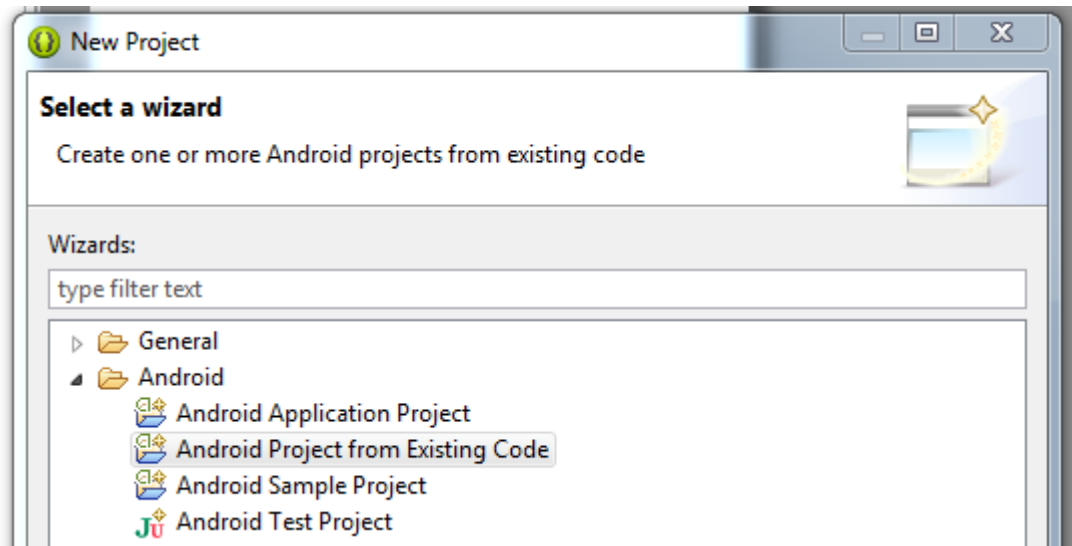 New Project
Select a wizard
Create one or more Android projects from existing code
Wizards:
type filter text
General
Android
Android Application Project
Android Project from Existing Code
Android Sample Project
Android Test Project